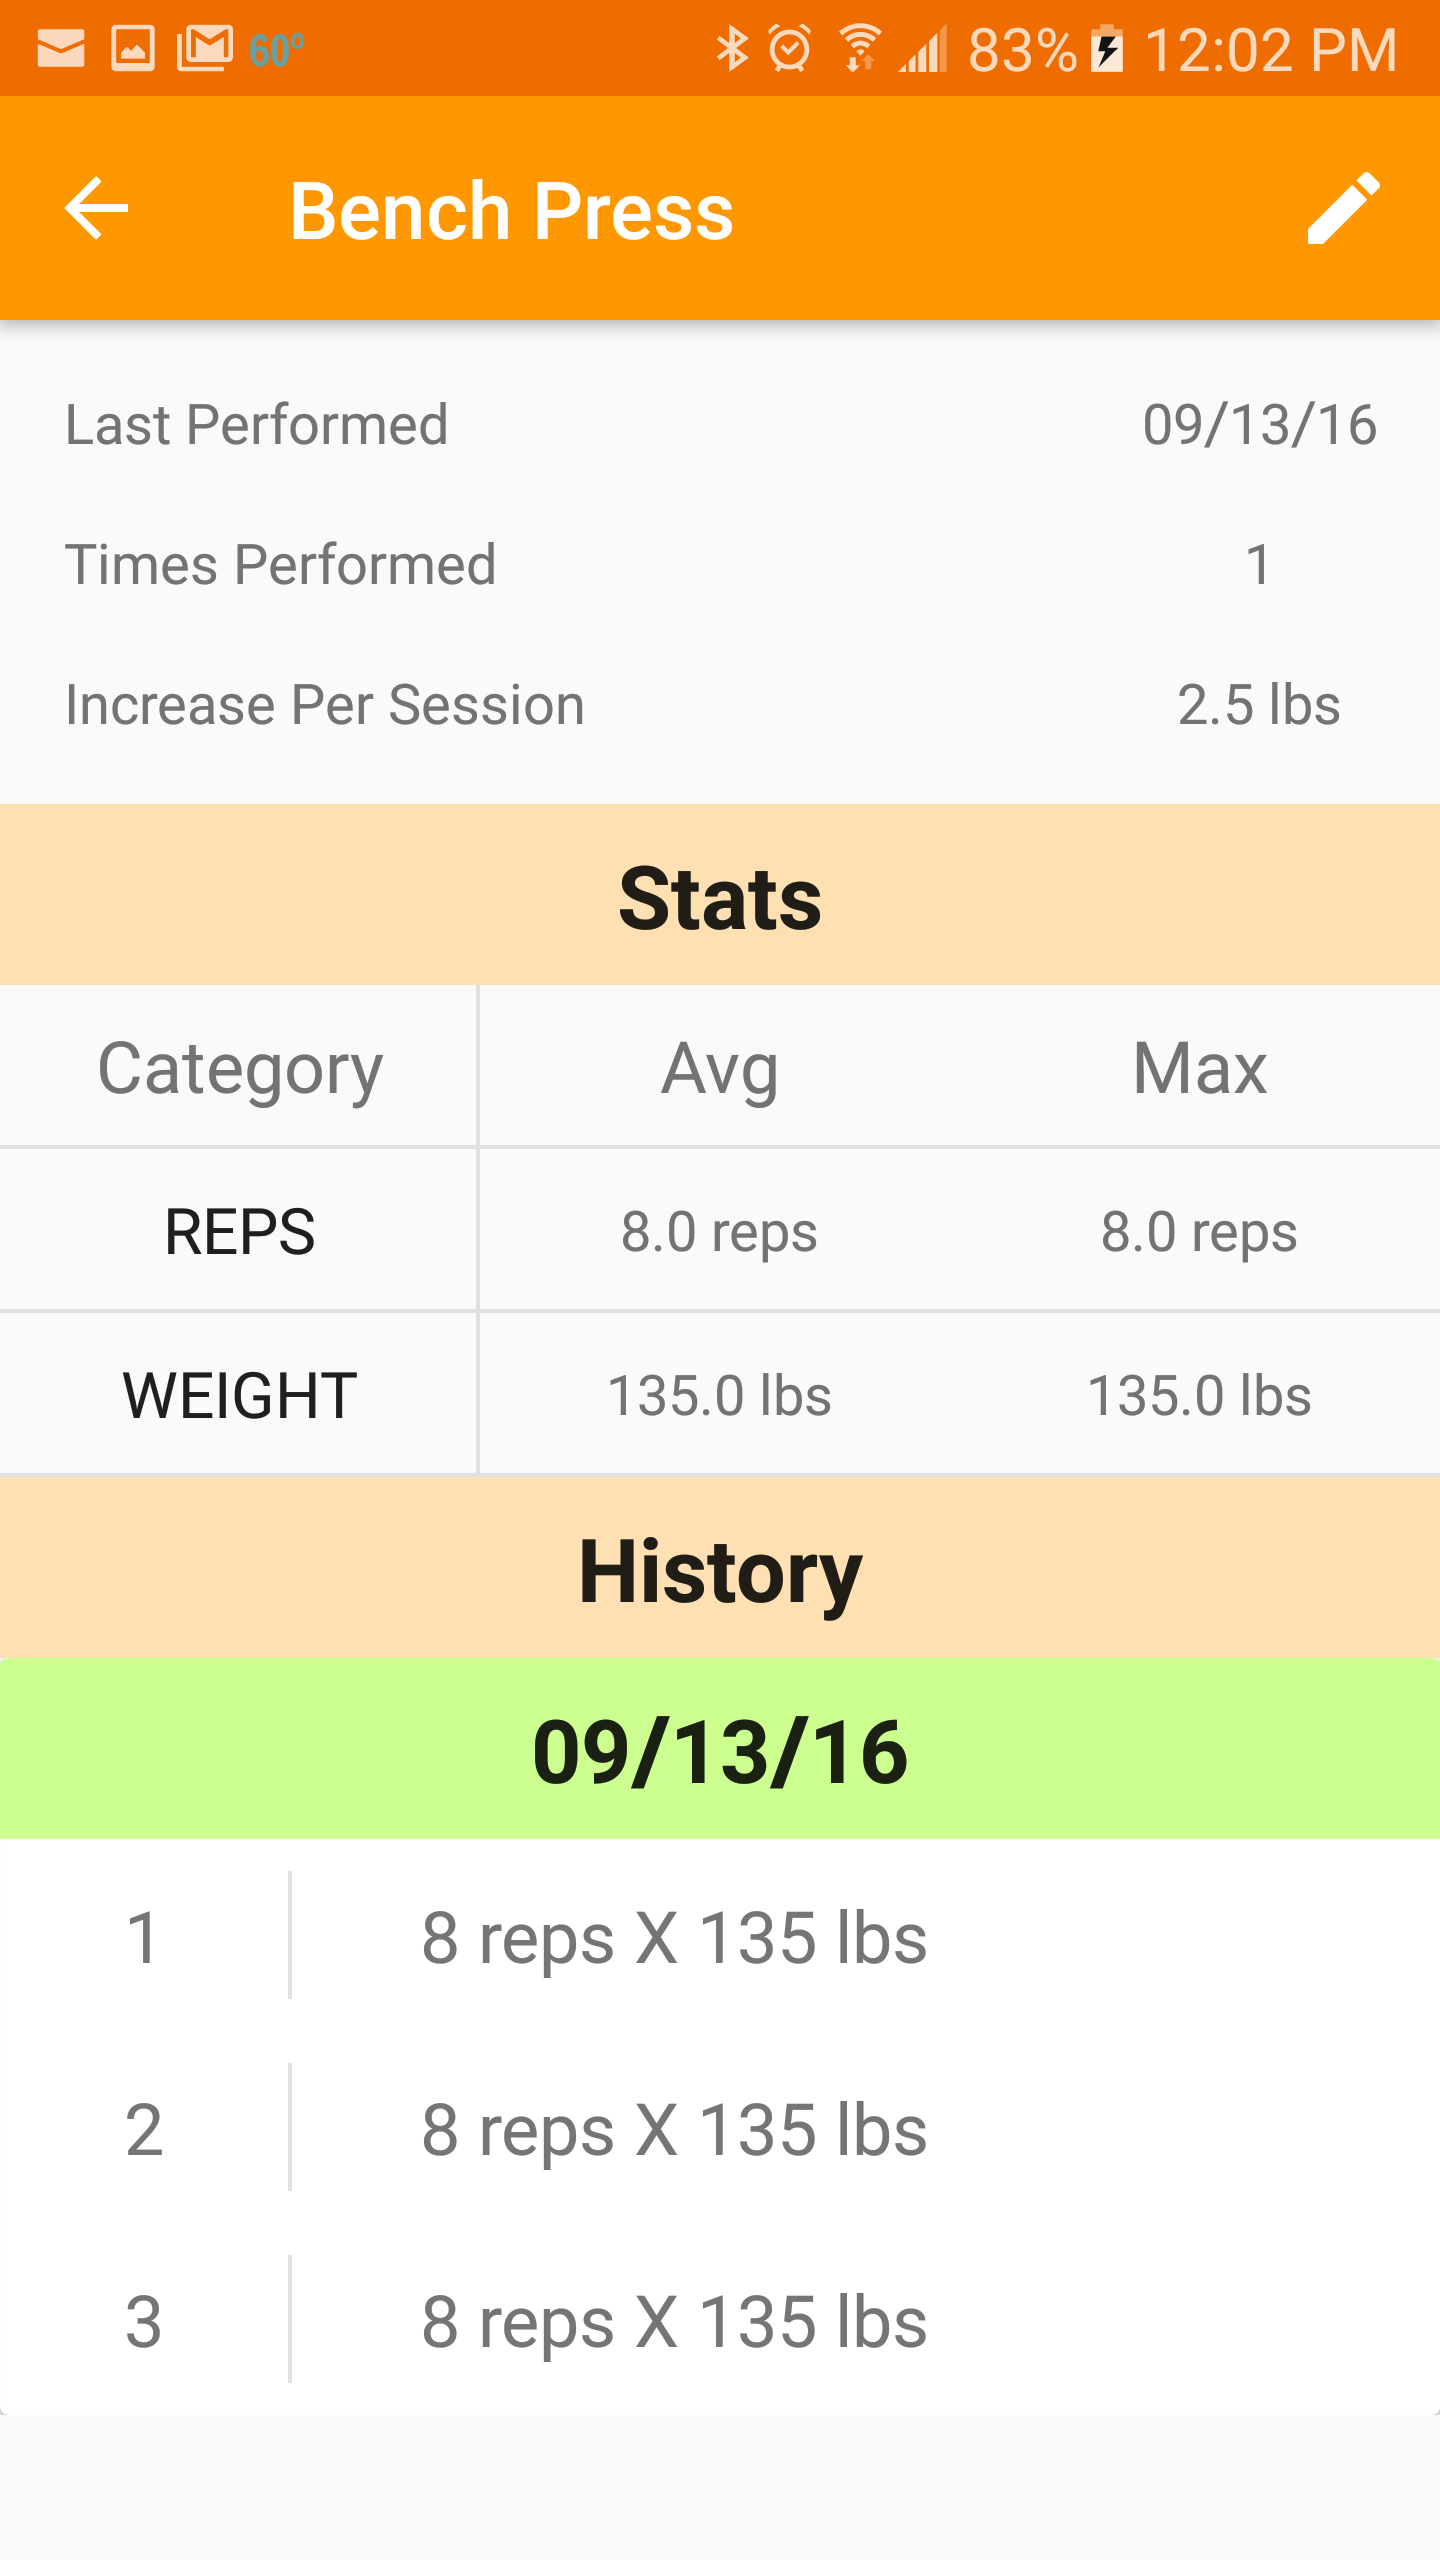 60º 83% 12:02 PM
Bench Press
Last Performed 09/13/16
Times Performed 1
Increase Per Session 2.5 lbs
Stats
Category Avg Max
REPS 8.0 reps 8.0 reps
WEIGHT 135.0 lbs 135.0 lbs
History
09/13/16
1 8 reps X 135 lbs
2 8 reps X 135 lbs
3 8 reps X 135 lbs